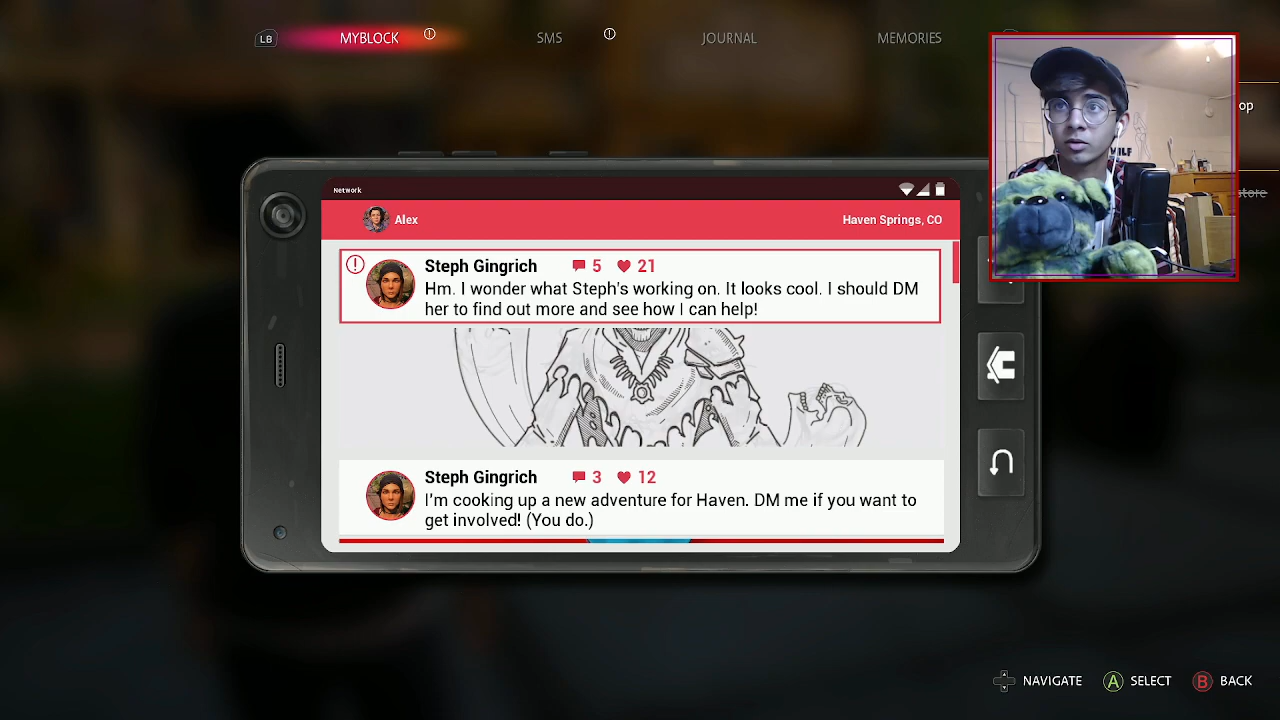 LB MYBLOCK SMS JOURNAL MEMORIES
op
MILF
Network
Alex Haven Springs, CO
Steph Gingrich 5 21
Hm. I wonder what Steph's working on. It looks cool. I should DM
her to find out more and see how I can help!
Steph Gingrich 3 12
I'm cooking up a new adventure for Haven. DM me if you want to
get involved! (You do.)
NAVIGATE A SELECT B BACK